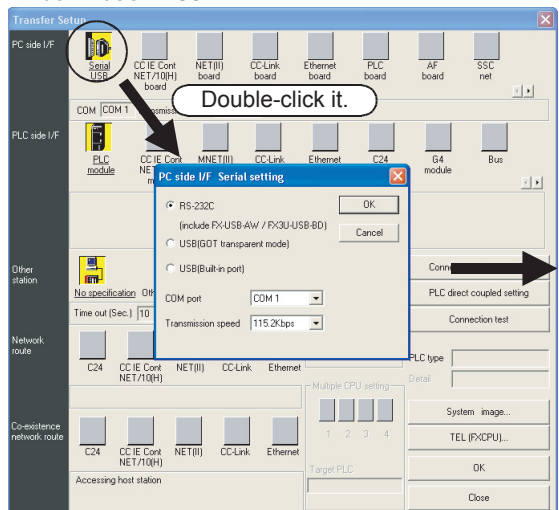 Transfer Setup
PC side I/F
Serial USB
CC IE Cont NET/10(H) board
NET(II) board
CC-Link board
Ethernet board
PLC board
AF board
SSC net
COM COM 1
Double-click it.
PLC side I/F
PLC module
CC IE Cont
MNET(II)
CC-Link
Ethernet
C24
G4 module
Bus
PC side I/F Serial setting
RS-232C
(include FX-USB-AW / FX3U-USB-BD)
USB(GOT transparent mode)
USB(Built-in port)
COM port COM 1
Transmission speed 115.2Kbps
OK
Cancel
Other station
No specification
Time out (Sec.) 10
PLC direct coupled setting
Connection test
Network route
C24
CC IE Cont NET/10(H)
NET(II)
CC-Link
Ethernet
PLC type
Detail
Multiple CPU setting
1 2 3 4
Target PLC
System image...
TEL (FXCPU)...
OK
Close
Co-existence network route
C24
CC IE Cont NET/10(H)
NET(II)
CC-Link
Ethernet
Accessing host station